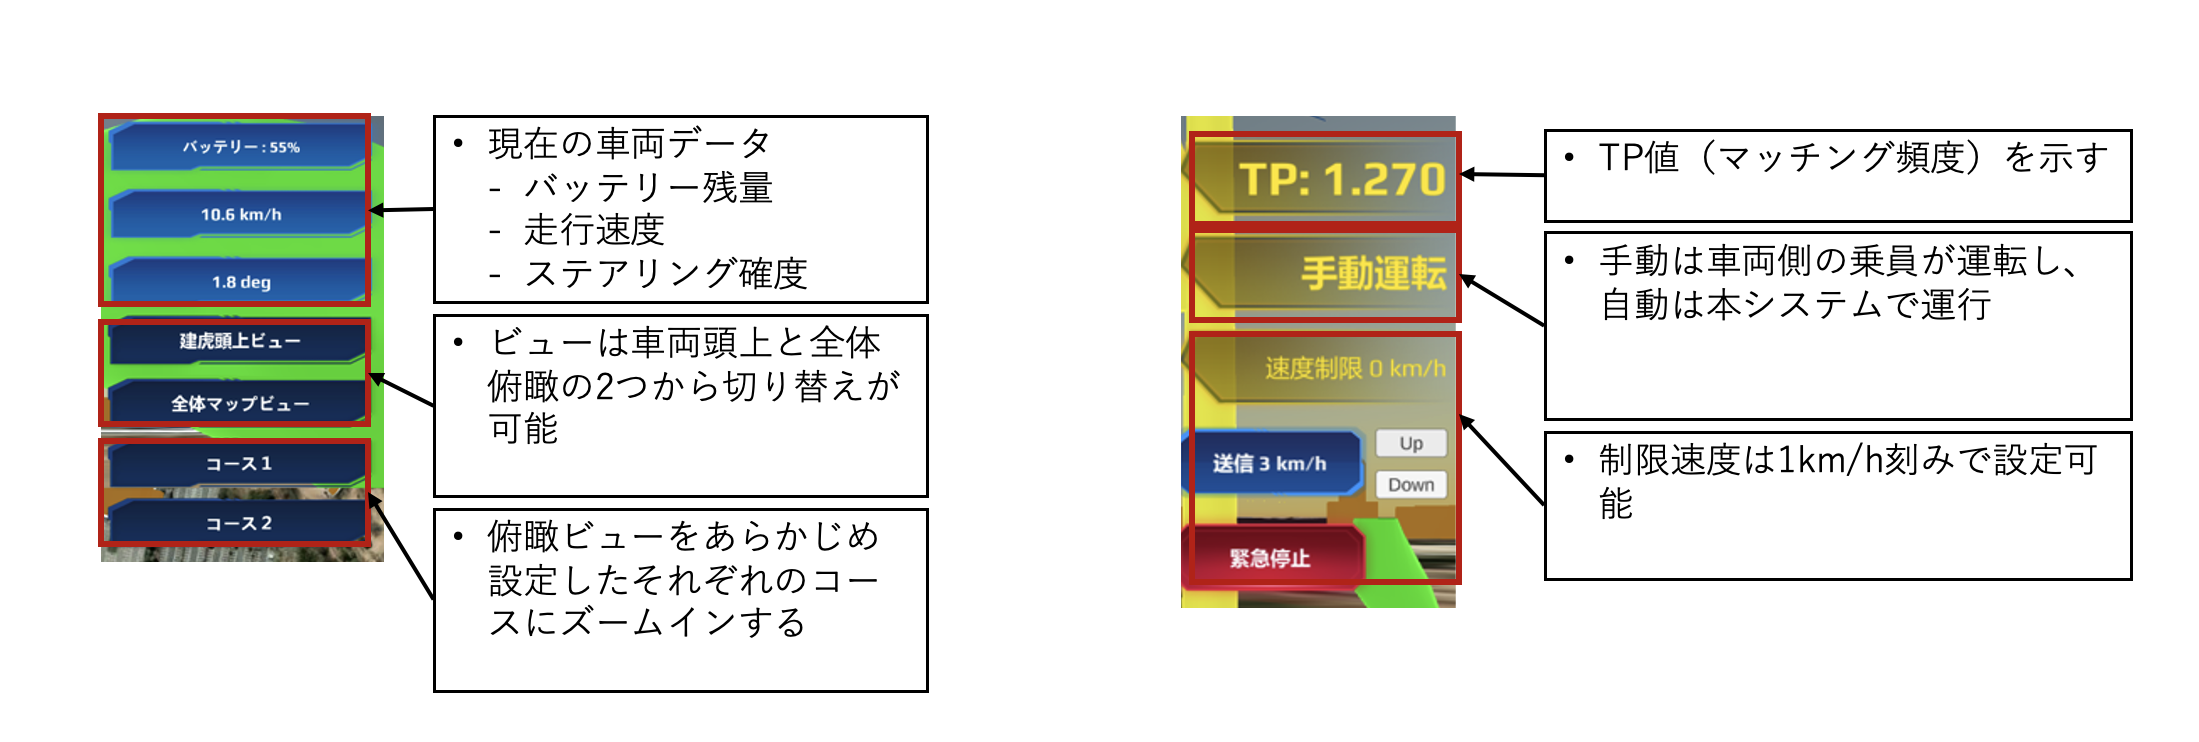 バッテリー : 55%
10.6 km/h
1.8 deg
建虎頭上ビュー
全体マップビュー
コース 1
コース 2
• 現在の車両データ
- バッテリー残量
- 走行速度
- ステアリング確度
• ビューは車両頭上と全体
俯瞰の2つから切り替えが
可能
• 俯瞰ビューをあらかじめ
設定したそれぞれのコー
スにズームインする
TP: 1.270
手動運転
速度制限 0 km/h
送信 3 km/h
Up
Down
緊急停止
• TP値（マッチング頻度）を示す
• 手動は車両側の乗員が運転し、
自動は本システムで運行
• 制限速度は1km/h刻みで設定可
能